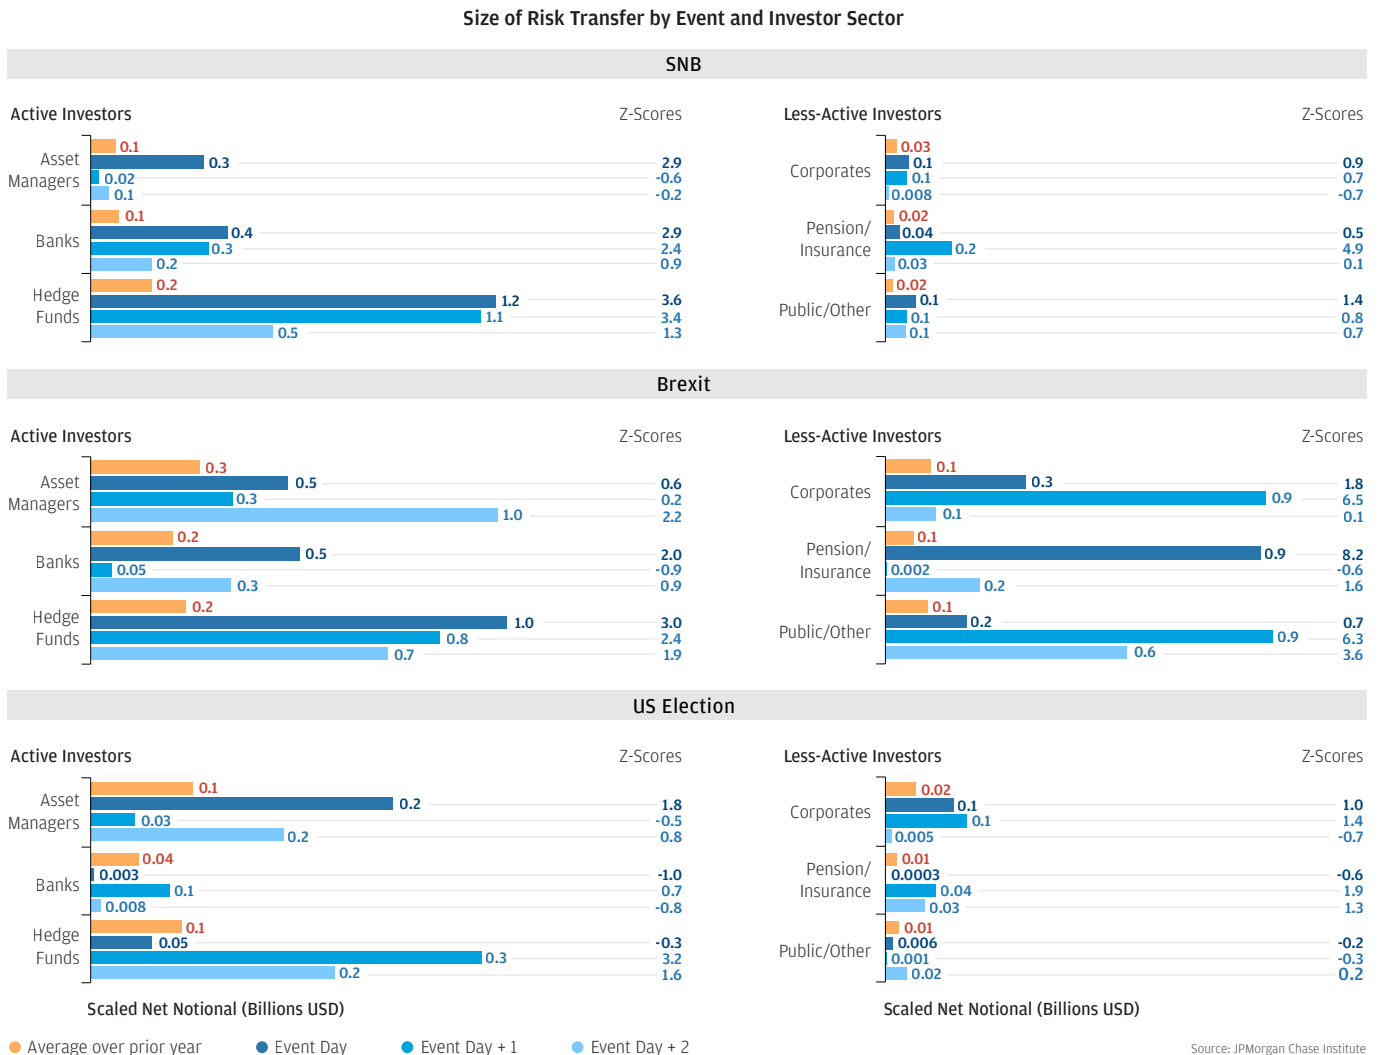 Size of Risk Transfer by Event and Investor Sector
SNB
Active Investors
Z-Scores
Asset
Managers
0.1
0.3 2.9
0.02 -0.6
0.1 -0.2
Banks
0.1
0.4 2.9
0.3 2.4
0.2 0.9
Hedge
Funds
0.2
1.2 3.6
1.1 3.4
0.5 1.3
Less-Active Investors
Z-Scores
Corporates
0.03
0.1 0.9
0.1 0.7
0.008 -0.7
Pension/
Insurance
0.02
0.04 0.5
0.2 4.9
0.03 0.1
Public/Other
0.02
0.1 1.4
0.1 0.8
0.1 0.7
Brexit
Active Investors
Z-Scores
Asset
Managers
0.3
0.5 0.6
0.3 0.2
1.0 2.2
Banks
0.2
0.5 2.0
0.05 -0.9
0.3 0.9
Hedge
Funds
0.2
1.0 3.0
0.8 2.4
0.7 1.9
Less-Active Investors
Z-Scores
Corporates
0.1
0.3 1.8
0.9 6.5
0.1 0.1
Pension/
Insurance
0.1
0.9 8.2
0.002 -0.6
0.2 1.6
Public/Other
0.1
0.2 0.7
0.9 6.3
0.6 3.6
US Election
Active Investors
Z-Scores
Asset
Managers
0.1
0.2 1.8
0.03 -0.5
0.2 0.8
Banks
0.04
0.003 -1.0
0.1 0.7
0.008 -0.8
Hedge
Funds
0.1
0.05 -0.3
0.3 3.2
0.2 1.6
Scaled Net Notional (Billions USD)
Less-Active Investors
Z-Scores
Corporates
0.02
0.1 1.0
0.1 1.4
0.005 -0.7
Pension/
Insurance
0.01
0.0003 -0.6
0.04 1.9
0.03 1.3
Public/Other
0.01
0.006 -0.2
0.001 -0.3
0.02 0.2
Scaled Net Notional (Billions USD)
Average over prior year Event Day Event Day + 1 Event Day + 2
Source: JPMorgan Chase Institute